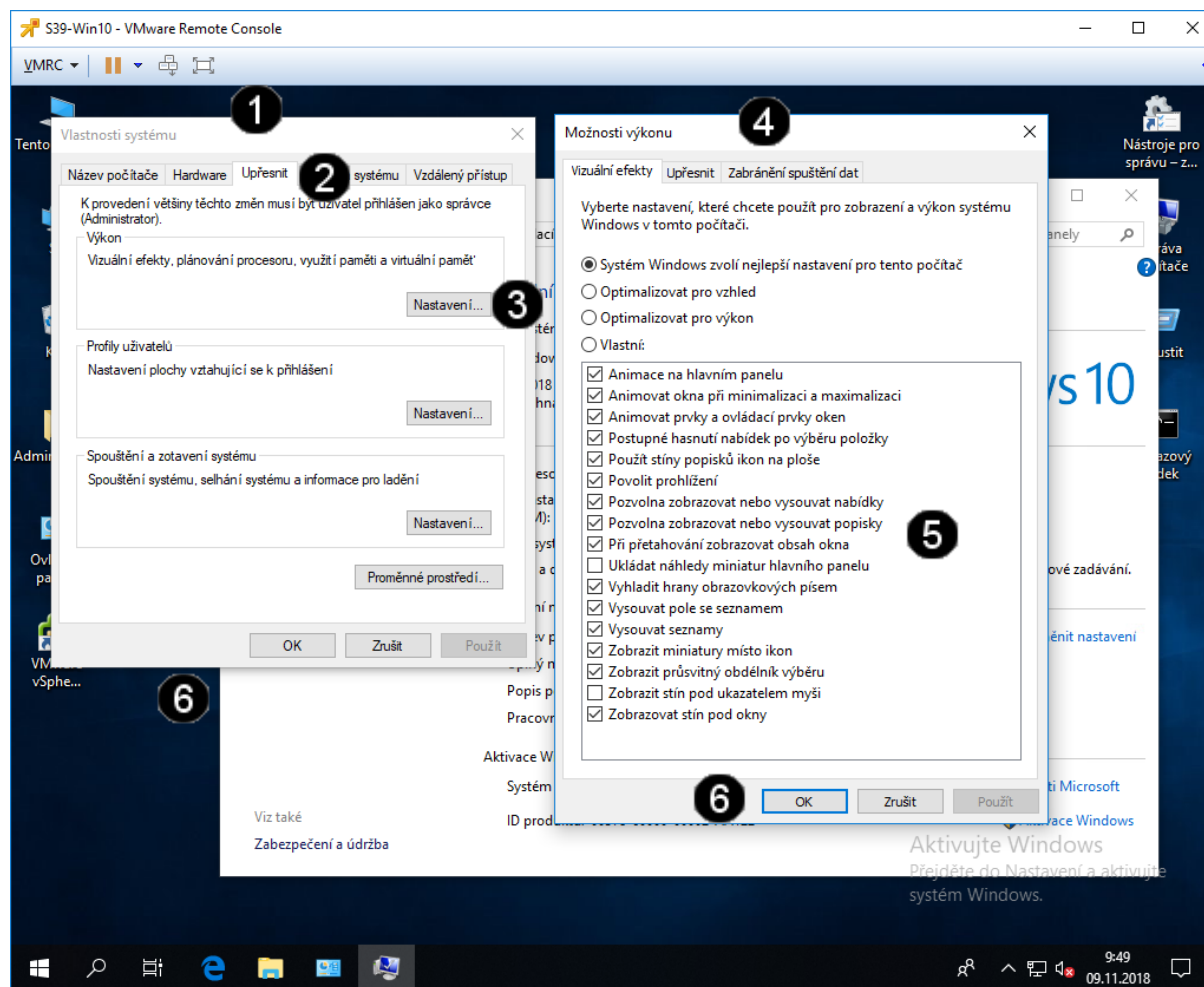 S39-Win10 - VMware Remote Console
VMRC
1
Vlastnosti systému
Název počítače Hardware Upřesnit 2 systému Vzdálený přístup
K provedení většiny těchto změn musí být uživatel přihlášen jako správce
(Administrator).
Výkon
Vizuální efekty, plánování procesoru, využití paměti a virtuální paměť
Nastavení... 3
Profily uživatelů
Nastavení plochy vztahující se k přihlášení
Nastavení...
Spouštění a zotavení systému
Spouštění systému, selhání systému a informace pro ladění
Nastavení...
Proměnné prostředí...
OK Zrušit Použít
6
4
Možnosti výkonu
Vizuální efekty Upřesnit Zabránění spuštění dat
Vyberte nastavení, které chcete použít pro zobrazení a výkon systému
Windows v tomto počítači.
Systém Windows zvolí nejlepší nastavení pro tento počítač
Optimalizovat pro vzhled
Optimalizovat pro výkon
Vlastní:
Animace na hlavním panelu
Animovat okna při minimalizaci a maximalizaci
Animovat prvky a ovládací prvky oken
Postupné hasnutí nabídek po výběru položky
Použít stíny popisků ikon na ploše
Povolit prohlížení
Pozvolna zobrazovat nebo vysouvat nabídky
Pozvolna zobrazovat nebo vysouvat popisky
Při přetahování zobrazovat obsah okna
Ukládat náhledy miniatur hlavního panelu
Vyhladit hrany obrazovkových písem
Vysouvat pole se seznamem
Vysouvat seznamy
Zobrazit miniatury místo ikon
Zobrazit průsvitný obdélník výběru
Zobrazit stín pod ukazatelem myši
Zobrazovat stín pod okny
5
6 OK Zrušit Použít
Tento
VMware
vSphe...
Nástroje pro
správu – z...
ové zadávání.
nastavení
Popis
Aktivace
Systém
Microsoft
Viz také
ID
Windows
Zabezpečení a údržba
Aktivujte Windows
Přejděte do Nastavení a aktivujte
systém Windows.
9:49
09.11.2018